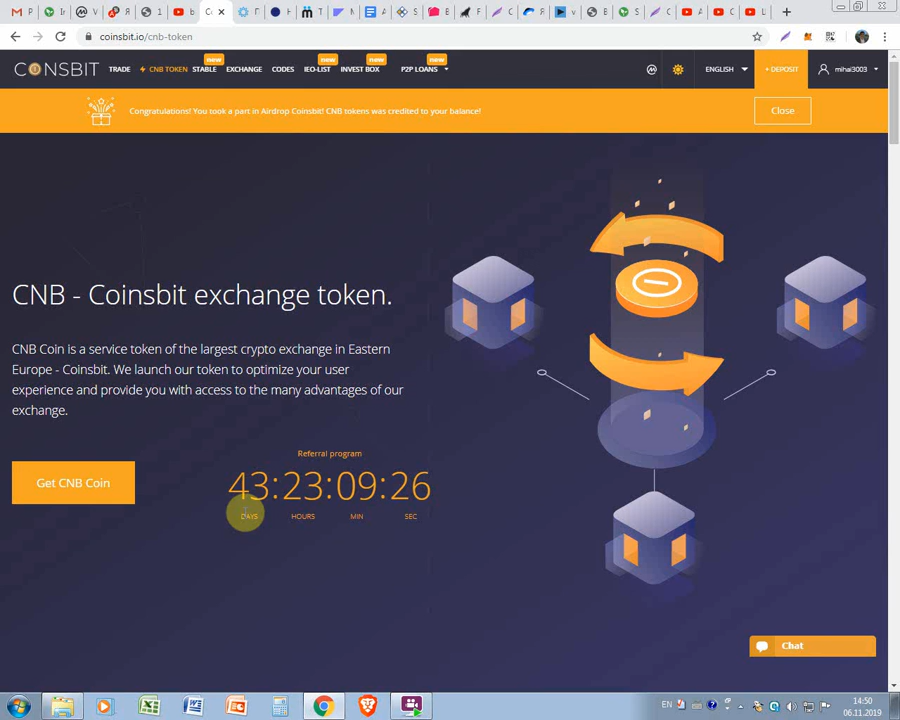 coinsbit.io/cnb-token
COINSBIT
TRADE
CNB TOKEN
new
STABLE
EXCHANGE
CODES
new
IEO-LIST
new
INVEST BOX
new
P2P LOANS
ENGLISH
+ DEPOSIT
mihai3003
Congratulations! You took a part in Airdrop Coinsbit! CNB tokens was credited to your balance!
Close
CNB - Coinsbit exchange token.
CNB Coin is a service token of the largest crypto exchange in Eastern
Europe - Coinsbit. We launch our token to optimize your user
experience and provide you with access to the many advantages of our
exchange.
Get CNB Coin
Referral program
43:23:09:26
DAYS HOURS MIN SEC
Chat
EN
14:50
06.11.2019